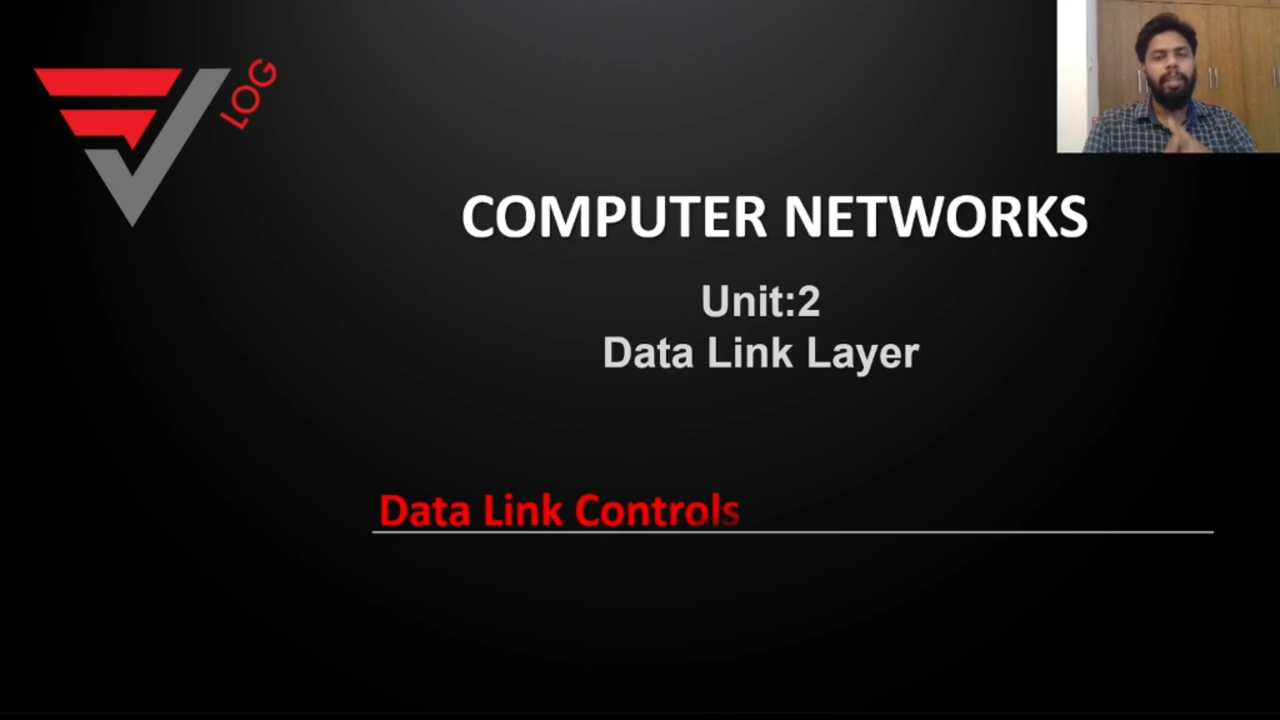 LOG
COMPUTER NETWORKS
Unit:2
Data Link Layer
Data Link Controls